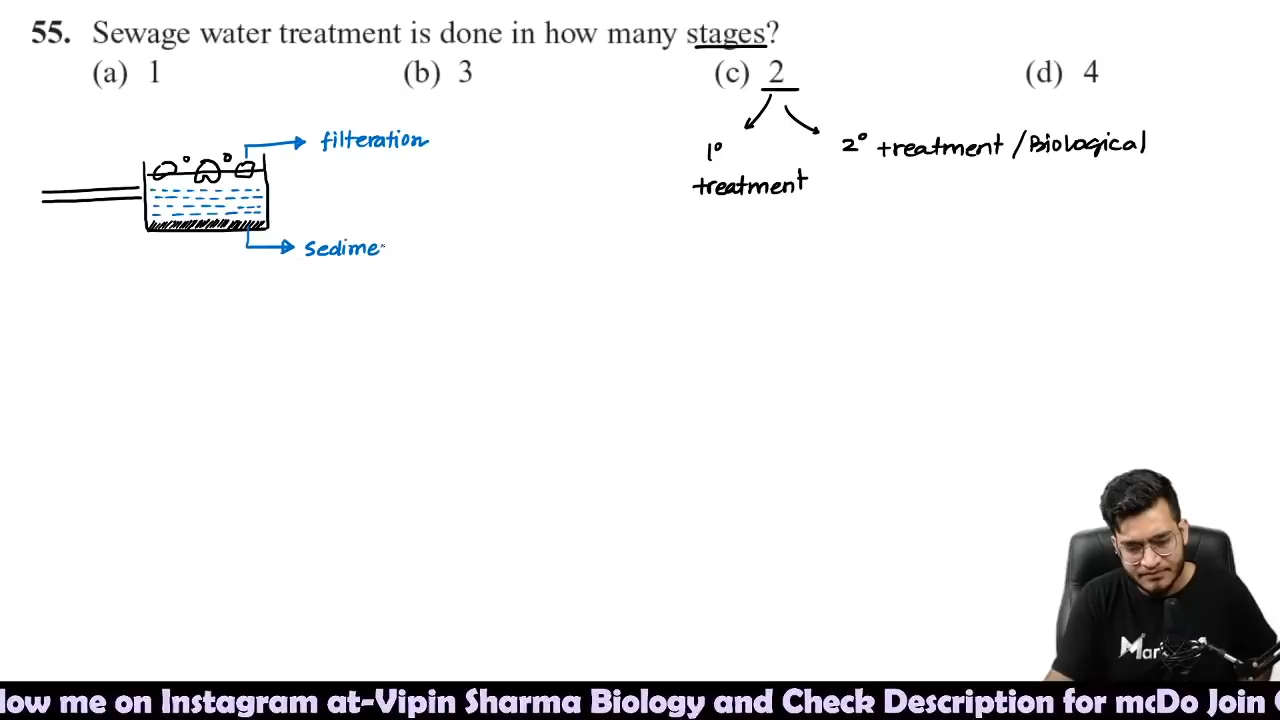 55. Sewage water treatment is done in how many stages?
(a) 1 (b) 3 (c) 2 (d) 4
filteration
1° treatment
2° treatment / Biological
Sedime
Mar
low me on Instagram at-Vipin Sharma Biology and Check Description for mcDo Join